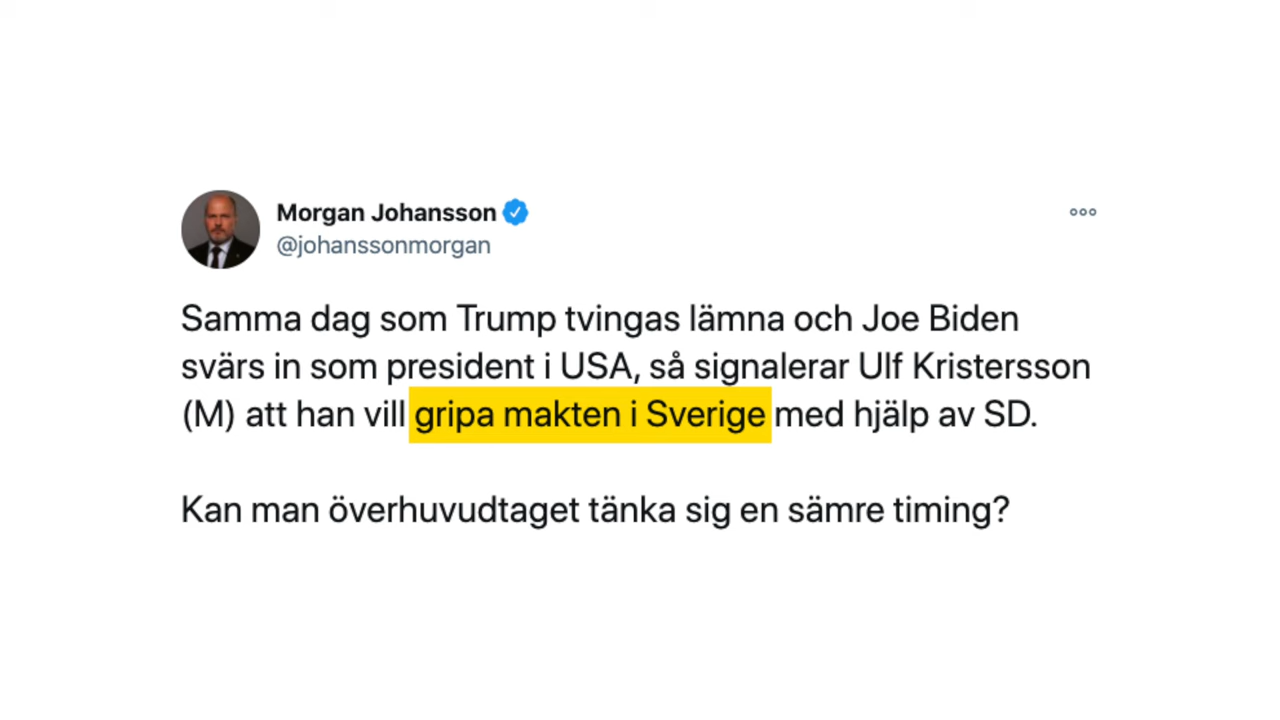 Morgan Johansson
@johanssonmorgan
Samma dag som Trump tvingas lämna och Joe Biden
svärs in som president i USA, så signalerar Ulf Kristersson
(M) att han vill gripa makten i Sverige med hjälp av SD.
Kan man överhuvudtaget tänka sig en sämre timing?